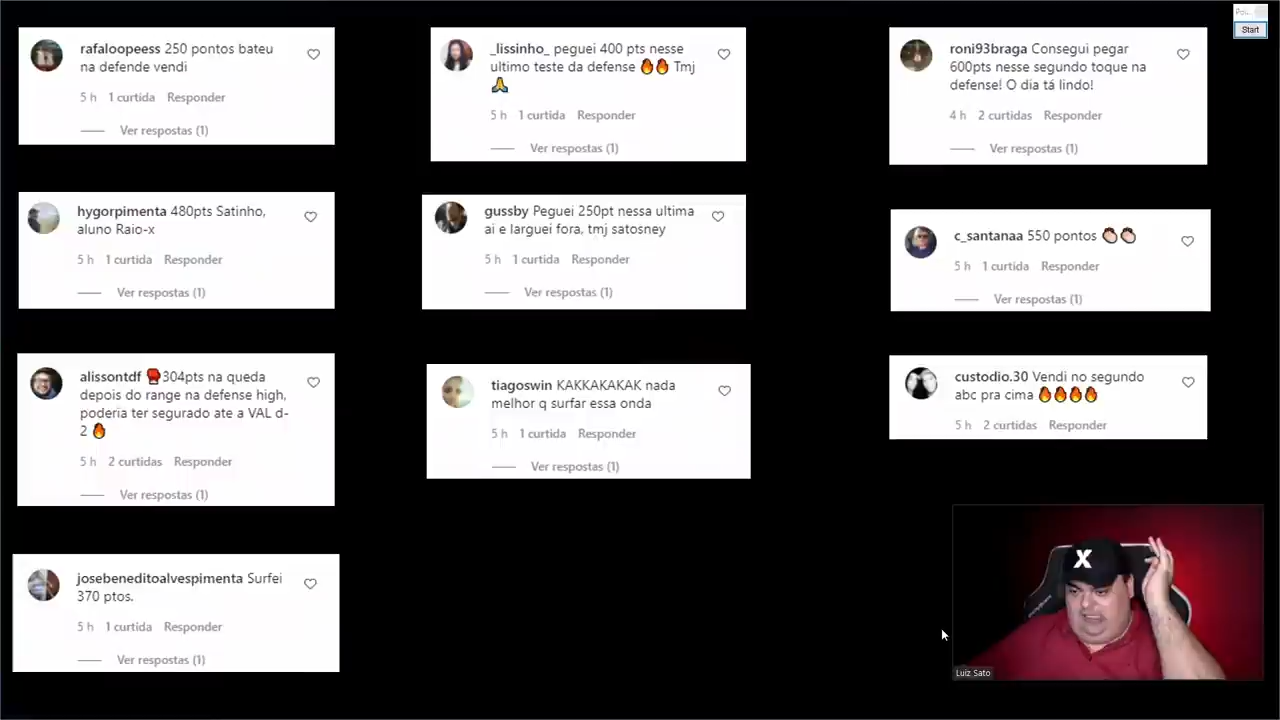 rafaloopeess 250 pontos bateu
na defende vendi
5 h 1 curtida Responder
Ver respostas (1)
_lissinho_ peguei 400 pts nesse
ultimo teste da defense 🔥🔥 Tmj
🙏
5 h 1 curtida Responder
Ver respostas (1)
roni93braga Consegui pegar
600pts nesse segundo toque na
defense! O dia tá lindo!
4 h 2 curtidas Responder
Ver respostas (1)
hygorpimenta 480pts Satinho,
aluno Raio-x
5 h 1 curtida Responder
Ver respostas (1)
gussby Peguei 250pt nessa ultima
ai e larguei fora, tmj satosney
5 h 1 curtida Responder
Ver respostas (1)
c_santanaa 550 pontos 👏🏻👏🏻
5 h 1 curtida Responder
Ver respostas (1)
alissontdf 🥊304pts na queda
depois do range na defense high,
poderia ter segurado ate a VAL d-
2 🔥
5 h 2 curtidas Responder
Ver respostas (1)
tiagoswin KAKKAKAKAK nada
melhor q surfar essa onda
5 h 1 curtida Responder
Ver respostas (1)
custodio.30 Vendi no segundo
abc pra cima 🔥🔥🔥🔥
5 h 2 curtidas Responder
josebeneditoalvespimenta Surfei
370 ptos.
5 h 1 curtida Responder
Ver respostas (1)
Start
X
Luiz Sato